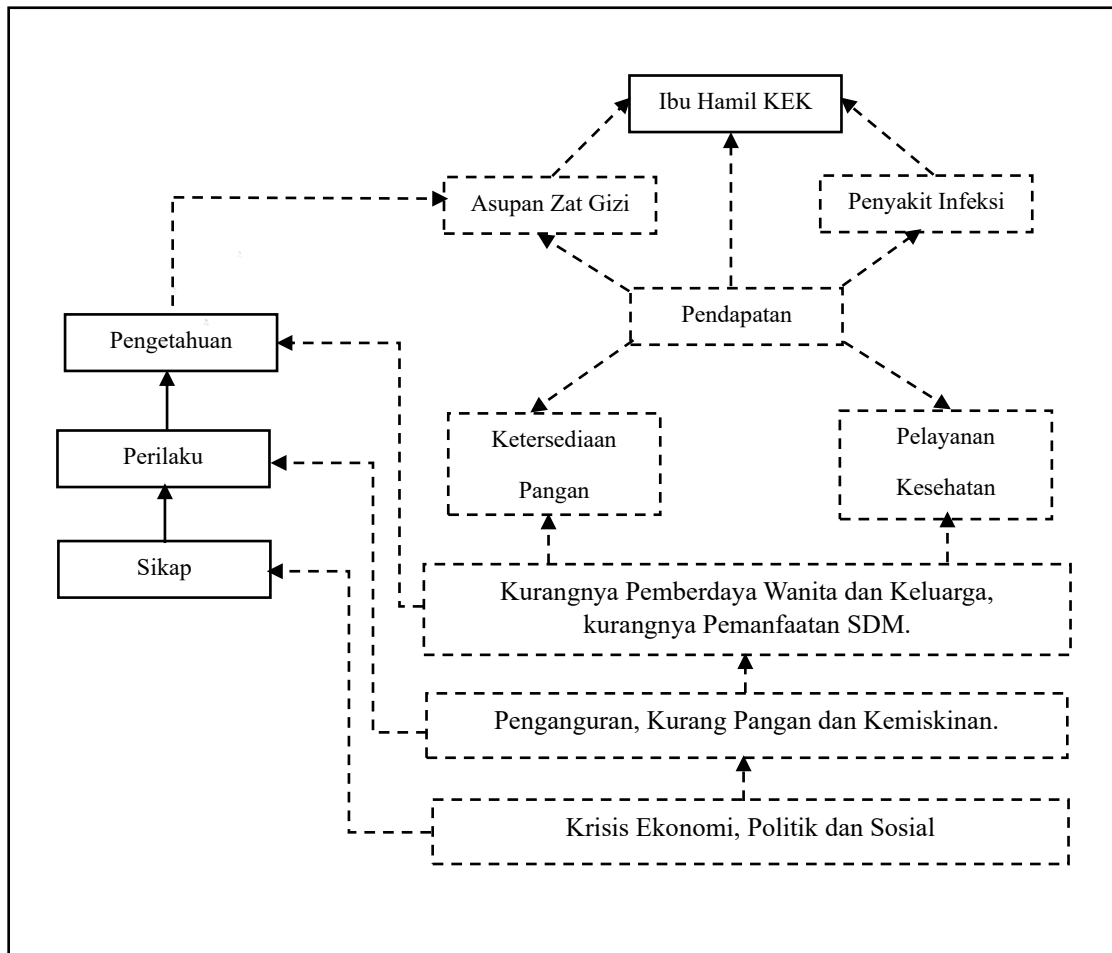 Ibu Hamil KEK
Asupan Zat Gizi
Penyakit Infeksi
Pendapatan
Pengetahuan
Ketersediaan
Pangan
Pelayanan
Kesehatan
Perilaku
Sikap
Kurangnya Pemberdaya Wanita dan Keluarga,
kurangnya Pemanfaatan SDM.
Penganguran, Kurang Pangan dan Kemiskinan.
Krisis Ekonomi, Politik dan Sosial